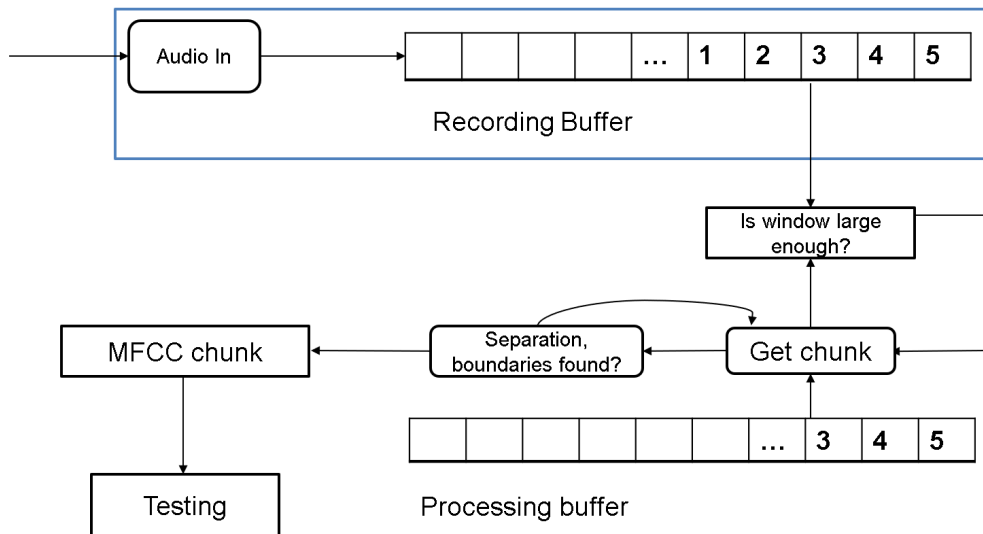 Audio In
… 1 2 3 4 5
Recording Buffer
Is window large
enough?
Separation,
boundaries found?
Get chunk
MFCC chunk
… 3 4 5
Testing
Processing buffer